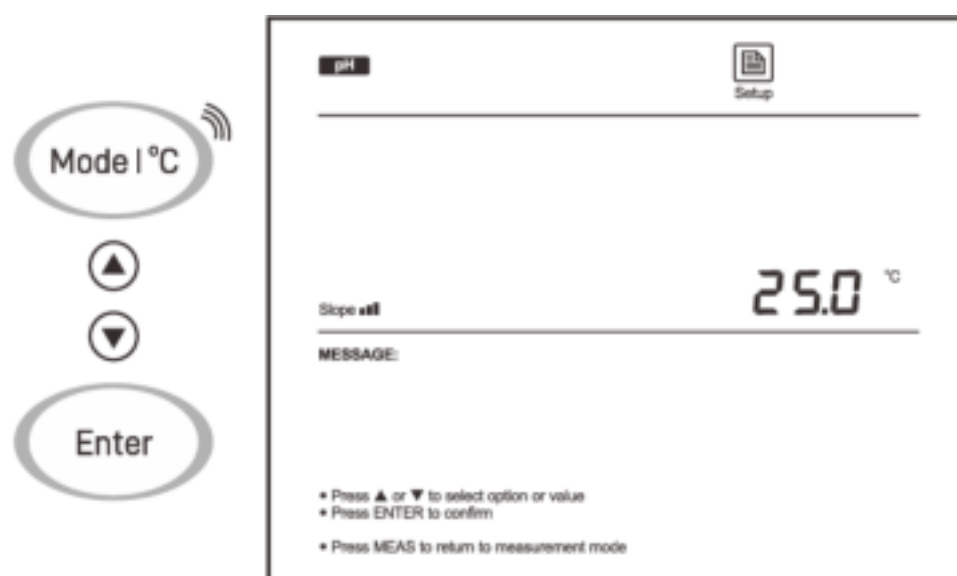 Mode | °C
Enter
pH
Setup
25.0 °C
Slope
MESSAGE:
• Press ▲ or ▼ to select option or value
• Press ENTER to confirm
• Press MEAS to return to measurement mode